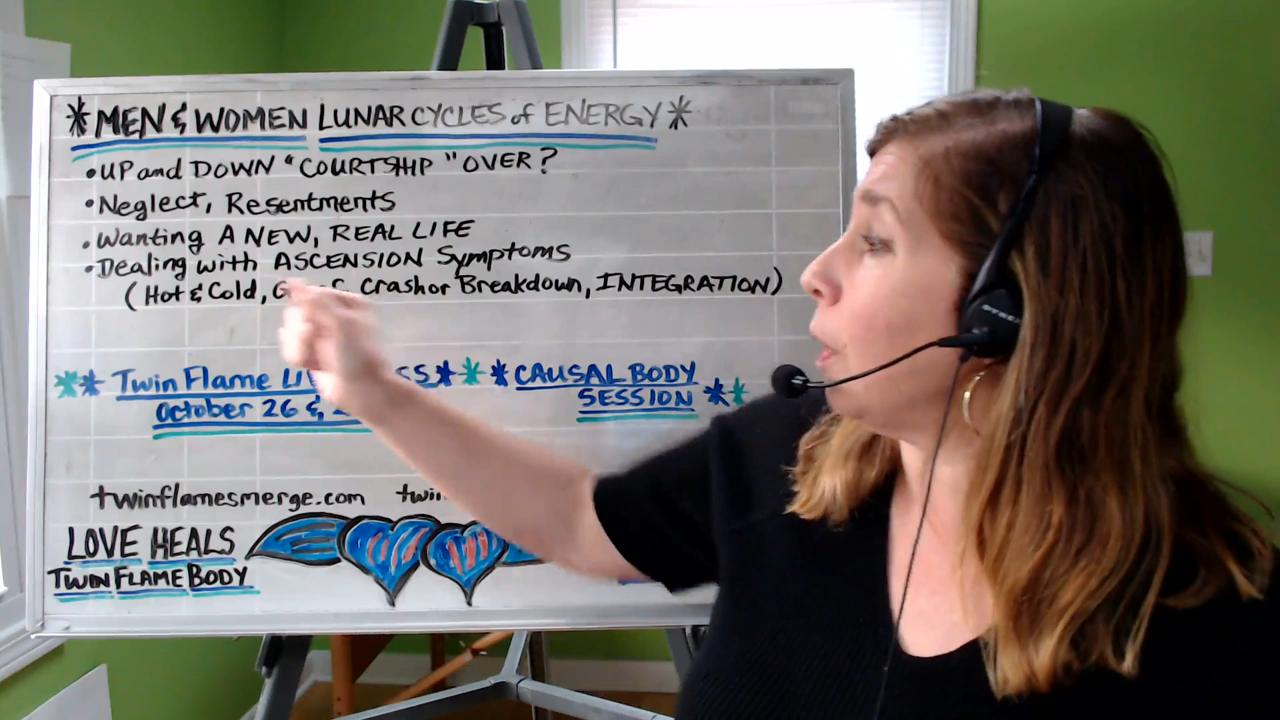 *MEN & WOMEN LUNAR CYCLES of ENERGY*
•UP and DOWN "COURTSHIP" OVER?
•Neglect, Resentments
•Wanting A NEW, REAL LIFE
•Dealing with ASCENSION Symptoms
(Hot & Cold, Crash or Breakdown, INTEGRATION)
** Twin Flame ** *CAUSAL BODY
October 26 & SESSION **
twinflamesmerge.com
LOVE HEALS
TWIN FLAME BODY